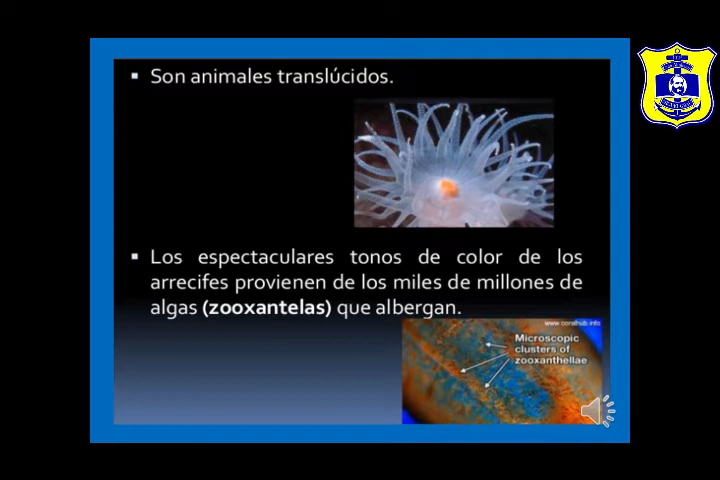 ▪ Son animales translúcidos.
▪ Los espectaculares tonos de color de los
arrecifes provienen de los miles de millones de
algas (zooxantelas) que albergan.
www.coralhub.info
Microscopic
clusters of
zooxanthellae